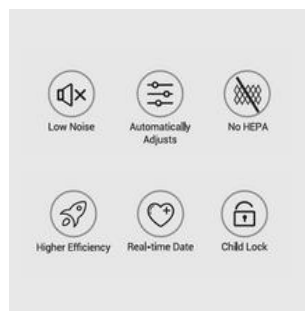 Low Noise
Automatically
Adjusts
No HEPA
Higher Efficiency
Real-time Date
Child Lock